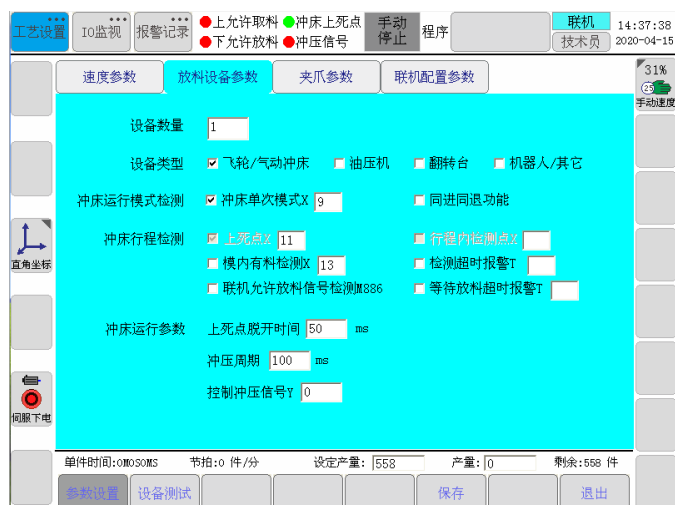 工艺设置 IO监视 报警记录 上允许取料 冲床上死点 手动 程序 联机 14:37:38
下允许放料 冲压信号 停止 技术员 2020-04-15
速度参数 放料设备参数 夹爪参数 联机配置参数 31%
25
手动速度
设备数量 1
设备类型 飞轮/气动冲床 油压机 翻转台 机器人/其它
冲床运行模式检测 冲床单次模式X 9 同进同退功能
冲床行程检测 上死点X 11 行程内检测点X
直角坐标 模内有料检测X 13 检测超时报警T
联机允许放料信号检测M886 等待放料超时报警T
冲床运行参数 上死点脱开时间 50 ms
冲压周期 100 ms
控制冲压信号Y 0
伺服下电
单件时间:0M0S0MS 节拍:0 件/分 设定产量: 558 产量: 0 剩余:558 件
参数设置 设备测试 保存 退出